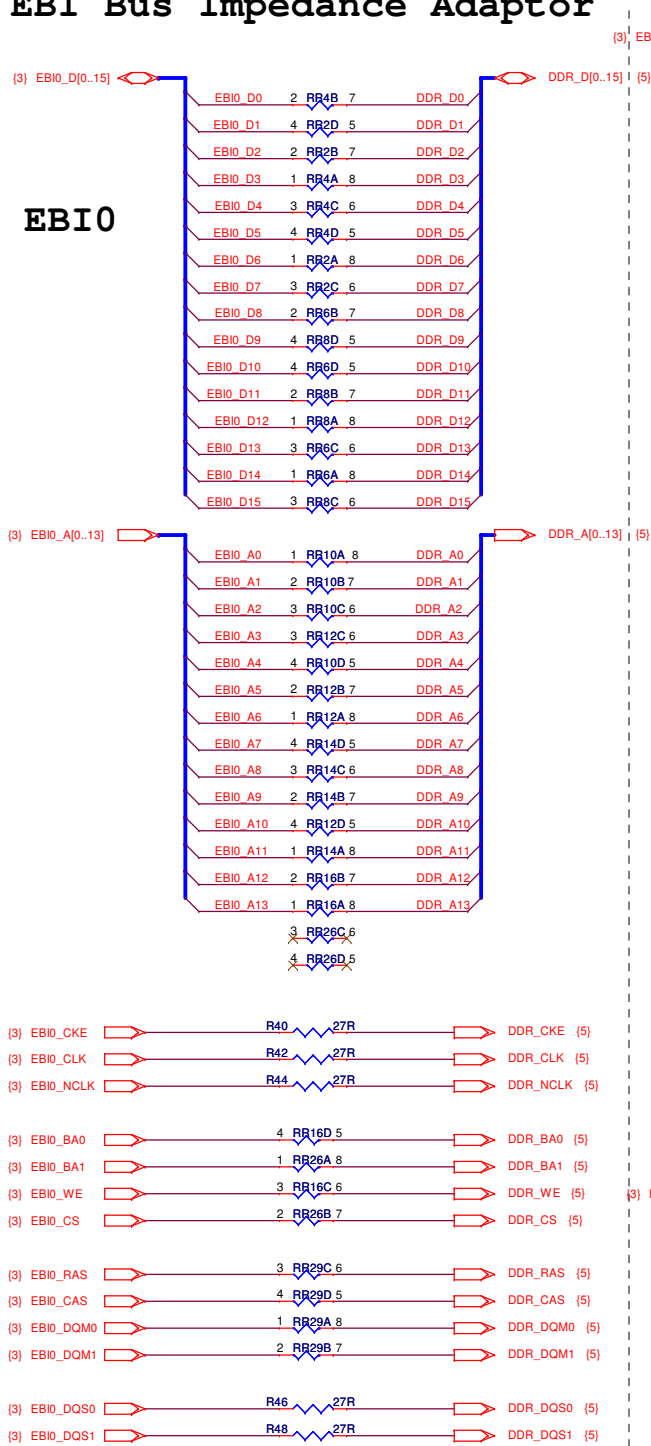 EBI Bus Impedance Adaptor
{3} EB
{3} EBI0_D[0..15] DDR_D[0..15] {5}
EBI0_D0 2 RR4B 7 DDR_D0
EBI0_D1 4 RR2D 5 DDR_D1
EBI0_D2 2 RR2B 7 DDR_D2
EBI0_D3 1 RR4A 8 DDR_D3
EBI0_D4 3 RR4C 6 DDR_D4
EBI0
EBI0_D5 4 RR4D 5 DDR_D5
EBI0_D6 1 RR2A 8 DDR_D6
EBI0_D7 3 RR2C 6 DDR_D7
EBI0_D8 2 RR6B 7 DDR_D8
EBI0_D9 4 RR8D 5 DDR_D9
EBI0_D10 4 RR6D 5 DDR_D10
EBI0_D11 2 RR8B 7 DDR_D11
EBI0_D12 1 RR8A 8 DDR_D12
EBI0_D13 3 RR6C 6 DDR_D13
EBI0_D14 1 RR6A 8 DDR_D14
EBI0_D15 3 RR8C 6 DDR_D15
{3} EBI0_A[0..13] DDR_A[0..13] {5}
EBI0_A0 1 RR10A 8 DDR_A0
EBI0_A1 2 RR10B 7 DDR_A1
EBI0_A2 3 RR10C 6 DDR_A2
EBI0_A3 3 RR12C 6 DDR_A3
EBI0_A4 4 RR10D 5 DDR_A4
EBI0_A5 2 RR12B 7 DDR_A5
EBI0_A6 1 RR12A 8 DDR_A6
EBI0_A7 4 RR14D 5 DDR_A7
EBI0_A8 3 RR14C 6 DDR_A8
EBI0_A9 2 RR14B 7 DDR_A9
EBI0_A10 4 RR12D 5 DDR_A10
EBI0_A11 1 RR14A 8 DDR_A11
EBI0_A12 2 RR16B 7 DDR_A12
EBI0_A13 1 RR16A 8 DDR_A13
3 RR26C 6
4 RR26D 5
{3} EBI0_CKE R40 27R DDR_CKE {5}
{3} EBI0_CLK R42 27R DDR_CLK {5}
{3} EBI0_NCLK R44 27R DDR_NCLK {5}
{3} EBI0_BA0 4 RR16D 5 DDR_BA0 {5}
{3} EBI0_BA1 1 RR26A 8 DDR_BA1 {5}
{3} EBI0_WE 3 RR16C 6 DDR_WE {5} {3}
{3} EBI0_CS 2 RR26B 7 DDR_CS {5}
{3} EBI0_RAS 3 RR29C 6 DDR_RAS {5}
{3} EBI0_CAS 4 RR29D 5 DDR_CAS {5}
{3} EBI0_DQM0 1 RR29A 8 DDR_DQM0 {5}
{3} EBI0_DQM1 2 RR29B 7 DDR_DQM1 {5}
{3} EBI0_DQS0 R46 27R DDR_DQS0 {5}
{3} EBI0_DQS1 R48 27R DDR_DQS1 {5}